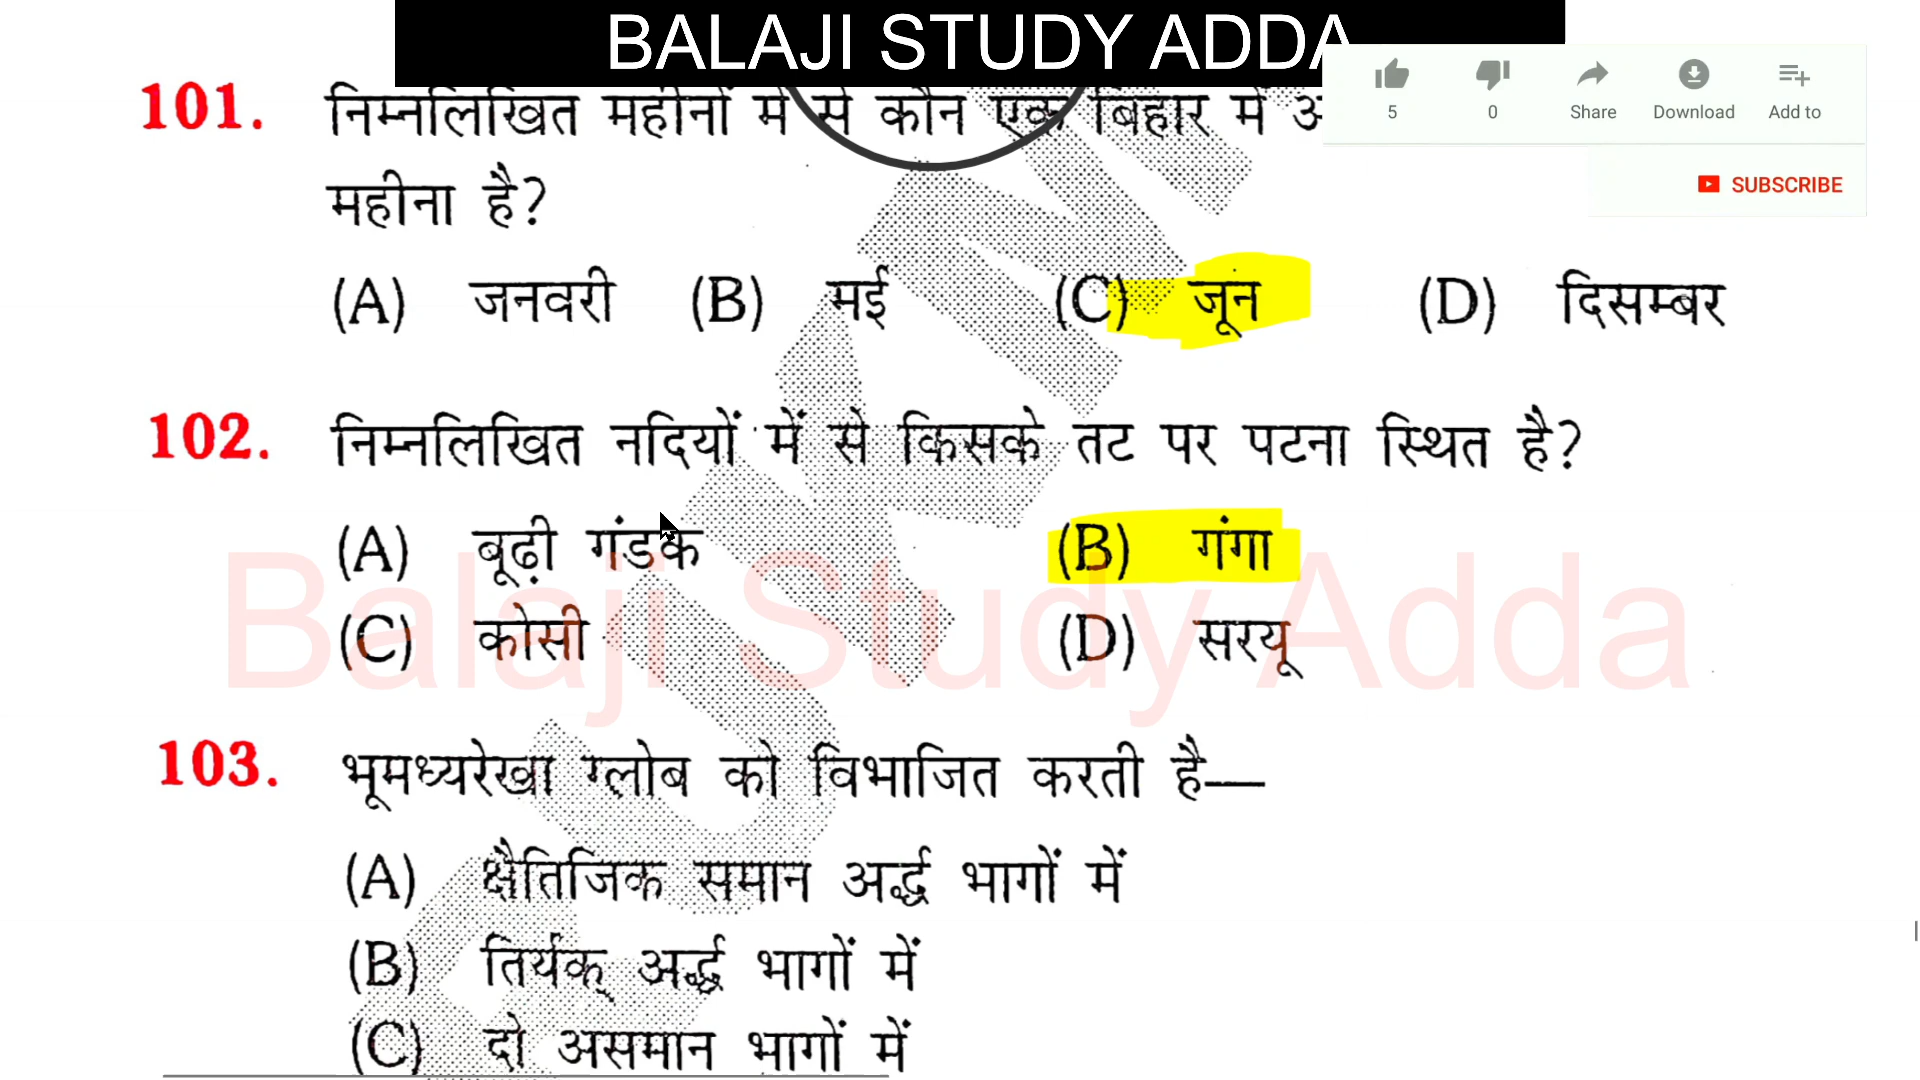 BALAJI STUDY ADDA
5 0 Share Download Add to
SUBSCRIBE
101. निम्नलिखित महीनों में से कौन एक बिहार में
महीना है?
(A) जनवरी (B) मई (C) जून (D) दिसम्बर
102. निम्नलिखित नदियों में से किसके तट पर पटना स्थित है?
(A) बूढ़ी गंडक (B) गंगा
Balaji Study Adda
(C) कोसी (D) सरयू
103. भूमध्यरेखा ग्लोब को विभाजित करती है—
(A) क्षैतिजिक समान अर्द्ध भागों में
(B) तिर्यक् अर्द्ध भागों में
(C) दो असमान भागों में